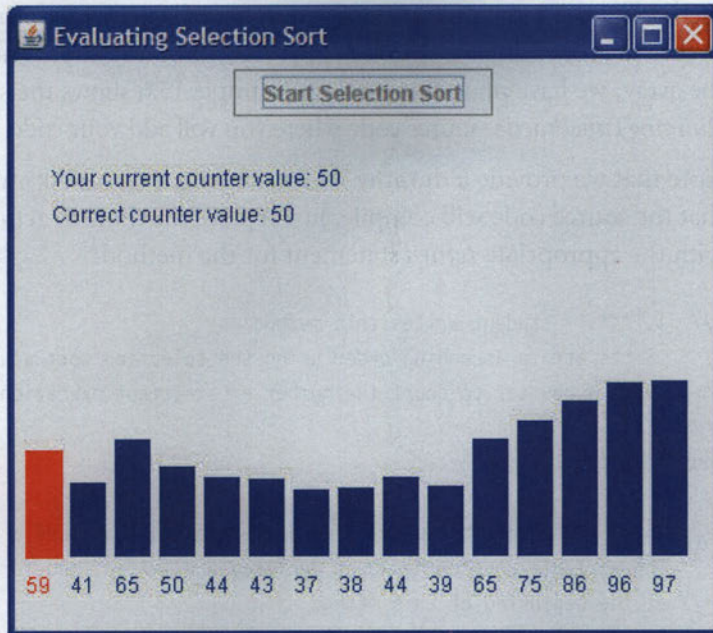 Evaluating Selection Sort
Start Selection Sort
Your current counter value: 50
Correct counter value: 50
59 41 65 50 44 43 37 38 44 39 65 75 86 96 97